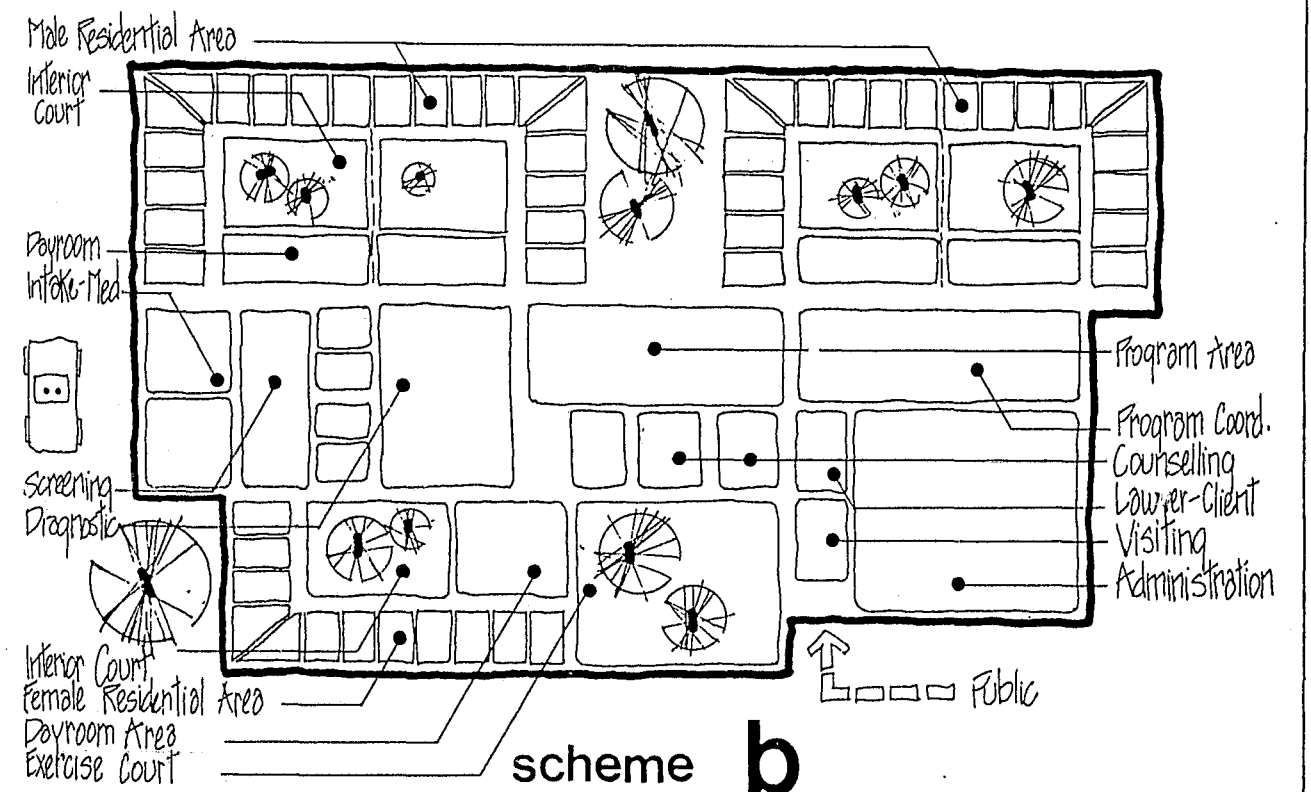 Male Residential Area
Interior
Court
Dayroom
Intake-Med.
Screening
Diagnostic
Interior Court
Female Residential Area
Dayroom Area
Exercise Court
Program Area
Program Coord.
Counselling
Lawyer-Client
Visiting
Administration
Public
scheme b